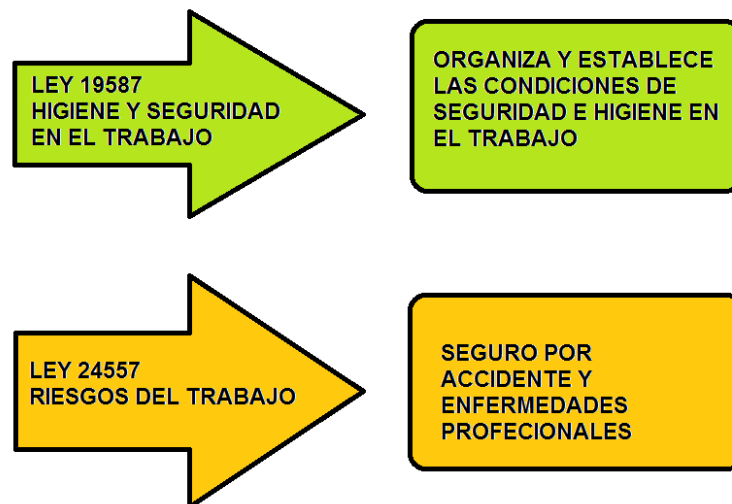 LEY 19587
HIGIENE Y SEGURIDAD
EN EL TRABAJO
ORGANIZA Y ESTABLECE
LAS CONDICIONES DE
SEGURIDAD E HIGIENE EN
EL TRABAJO
LEY 24557
RIESGOS DEL TRABAJO
SEGURO POR
ACCIDENTE Y
ENFERMEDADES
PROFECIONALES